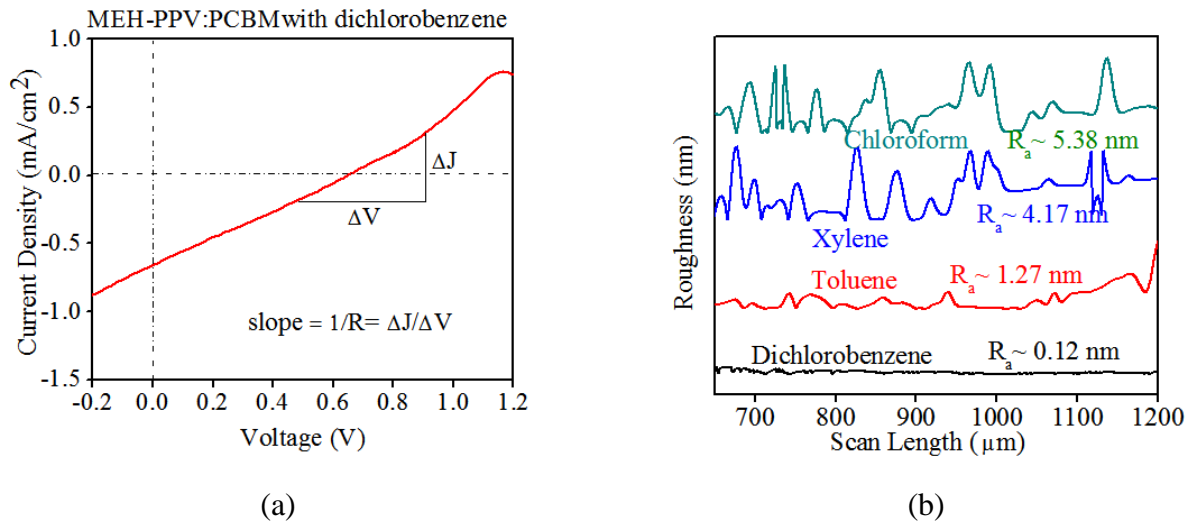 MEH-PPV:PCBMwith dichlorobenzene
Current Density (mA/cm2)
1.0
0.5
0.0
-0.5
-1.0
-1.5
ΔJ
ΔV
slope = 1/R= ΔJ/ΔV
-0.2 0.0 0.2 0.4 0.6 0.8 1.0 1.2
Voltage (V)
(a)
Roughness (nm)
Chloroform Ra~ 5.38 nm
Ra~ 4.17 nm
Xylene
Toluene Ra~ 1.27 nm
Dichlorobenzene Ra~ 0.12 nm
700 800 900 1000 1100 1200
Scan Length (µm)
(b)